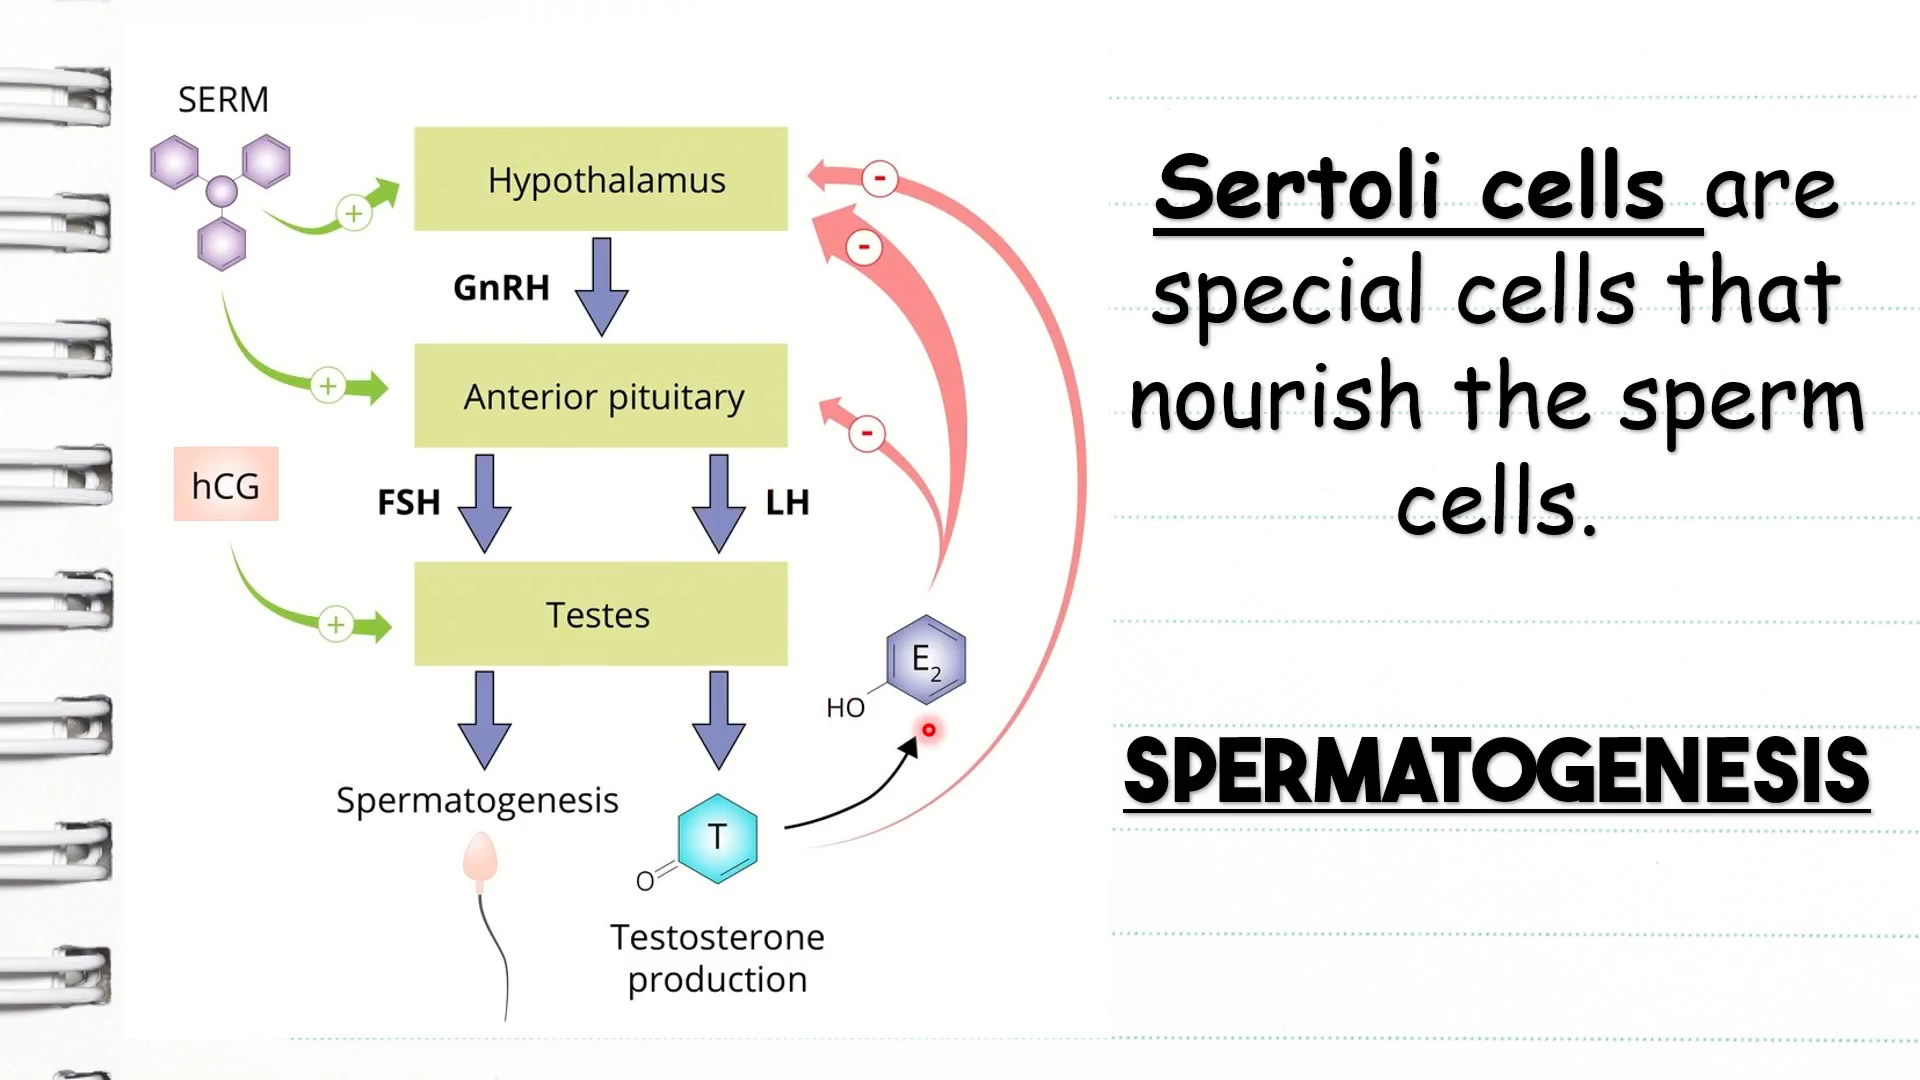 SERM
Hypothalamus
GnRH
Anterior pituitary
hCG
FSH
LH
Testes
E2
HO
Spermatogenesis
T
O
Testosterone
production
Sertoli cells are
special cells that
nourish the sperm
cells.
SPERMATOGENESIS